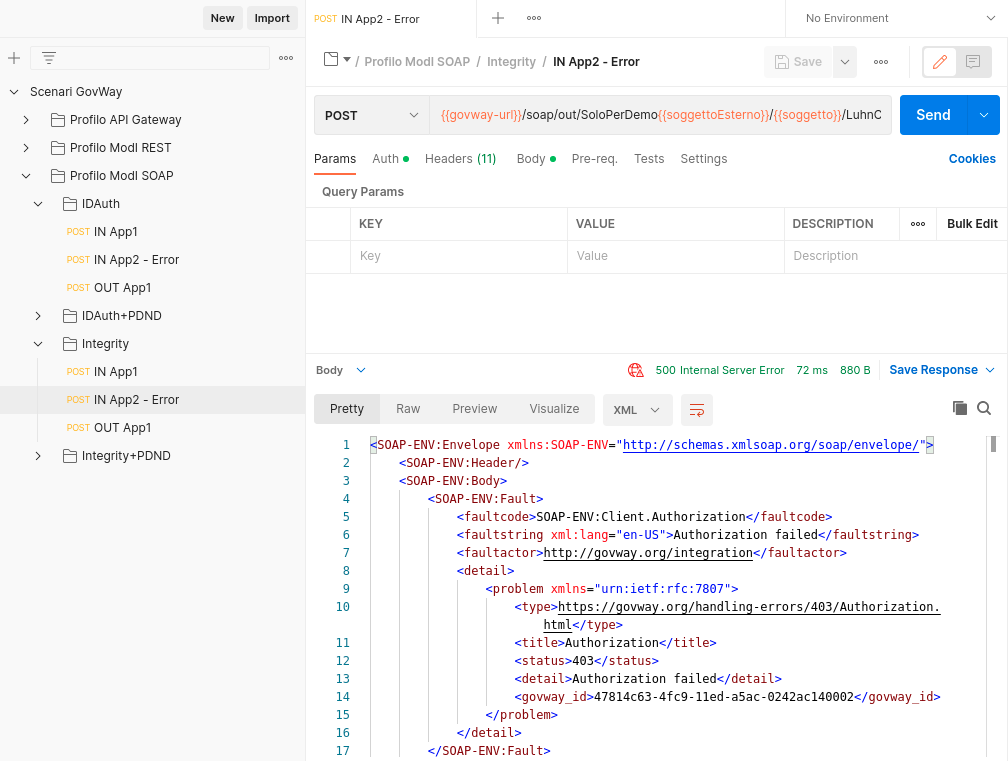 New
Import
POST IN App2 - Error
No Environment
/ Profilo ModI SOAP / Integrity / IN App2 - Error
Save
Scenari GovWay
Profilo API Gateway
Profilo ModI REST
Profilo ModI SOAP
IDAuth
POST IN App1
POST IN App2 - Error
POST OUT App1
IDAuth+PDND
Integrity
POST IN App1
POST IN App2 - Error
POST OUT App1
Integrity+PDND
POST
{{govway-url}}/soap/out/SoloPerDemo{{soggettoEsterno}}/{{soggetto}}/LuhnC
Send
Params Auth Headers (11) Body Pre-req. Tests Settings Cookies
Query Params
KEY VALUE DESCRIPTION Bulk Edit
Key Value Description
Body 500 Internal Server Error 72 ms 880 B Save Response
Pretty Raw Preview Visualize XML
1 <SOAP-ENV:Envelope xmlns:SOAP-ENV="http://schemas.xmlsoap.org/soap/envelope/">
2 <SOAP-ENV:Header/>
3 <SOAP-ENV:Body>
4 <SOAP-ENV:Fault>
5 <faultcode>SOAP-ENV:Client.Authorization</faultcode>
6 <faultstring xml:lang="en-US">Authorization failed</faultstring>
7 <faultactor>http://govway.org/integration</faultactor>
8 <detail>
9 <problem xmlns="urn:ietf:rfc:7807">
10 <type>https://govway.org/handling-errors/403/Authorization.
html</type>
11 <title>Authorization</title>
12 <status>403</status>
13 <detail>Authorization failed</detail>
14 <govway_id>47814c63-4fc9-11ed-a5ac-0242ac140002</govway_id>
15 </problem>
16 </detail>
17 </SOAP-ENV:Fault>